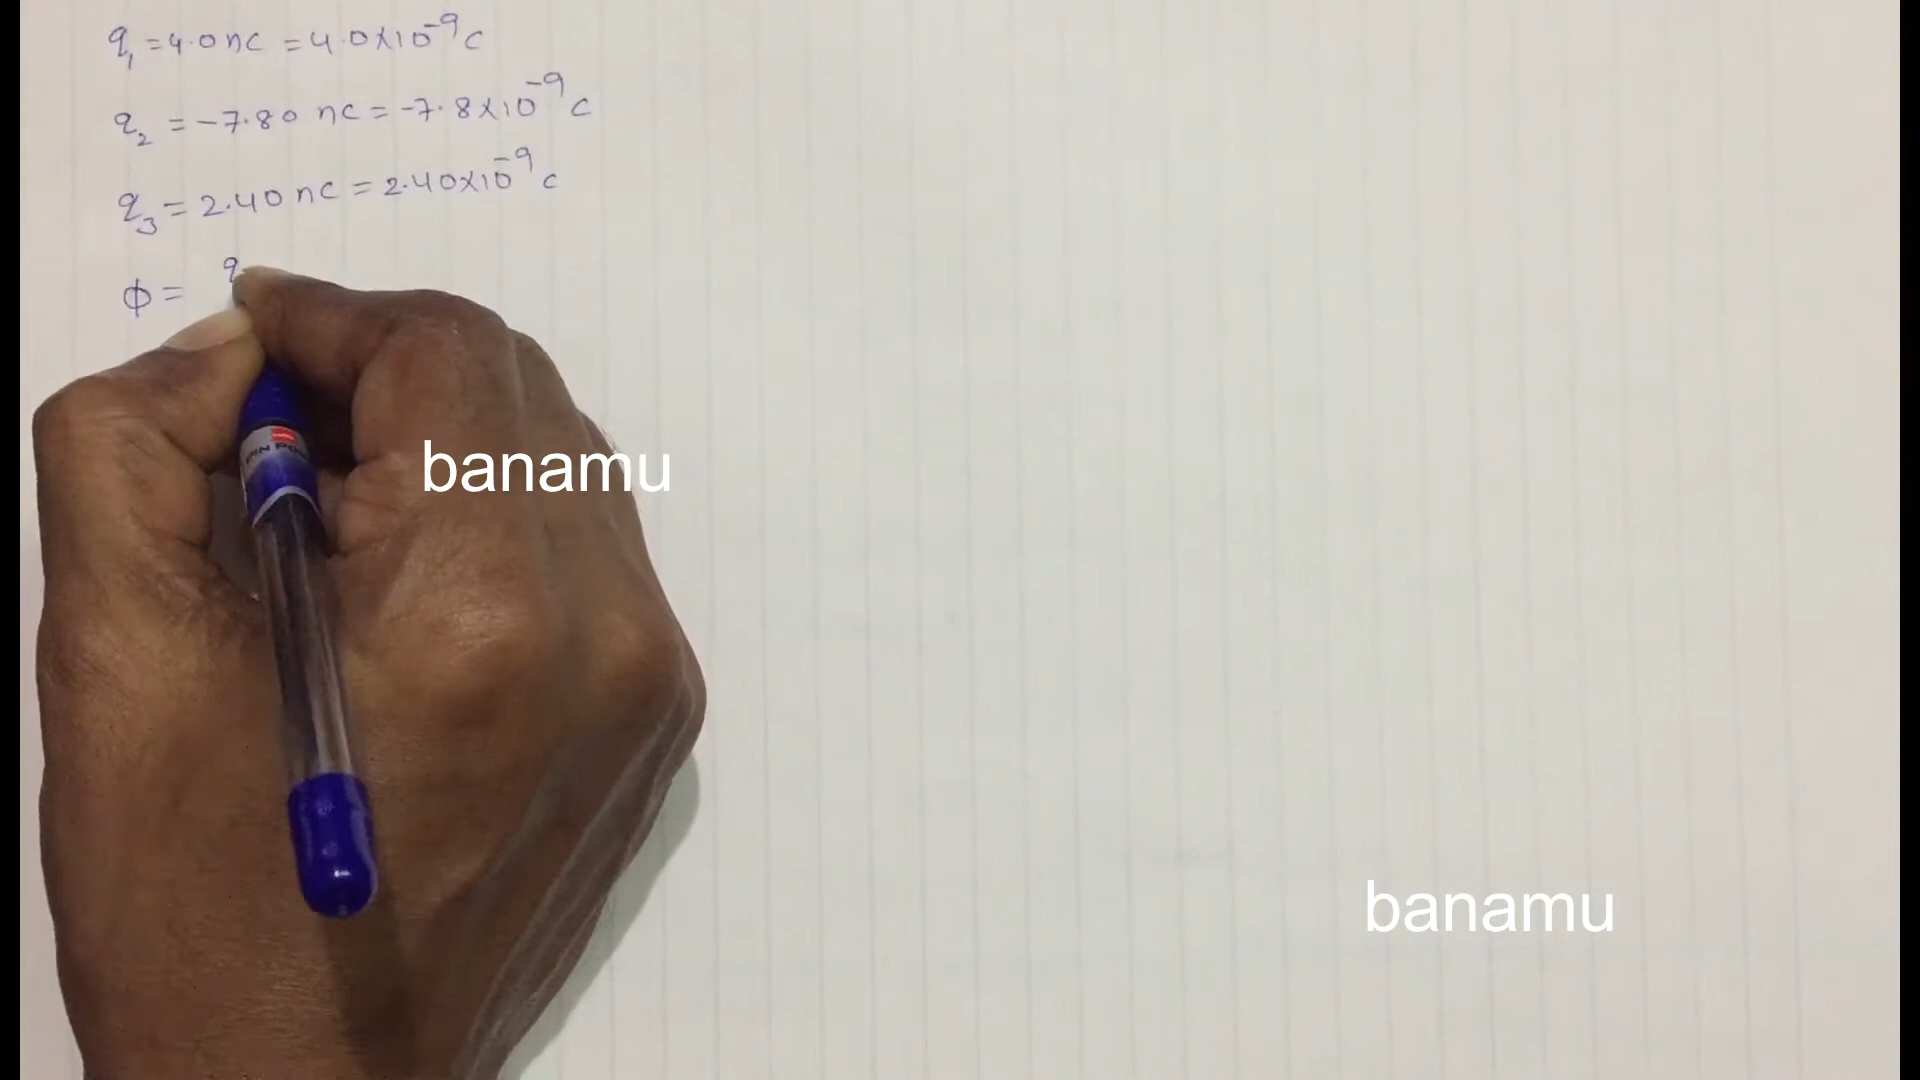 q₁ = 4.0 nc = 4.0×10⁻⁹ c
q₂ = -7.80 nc = -7.8×10⁻⁹ c
q₃ = 2.40 nc = 2.40×10⁻⁹ c
ϕ = q
banamu
banamu